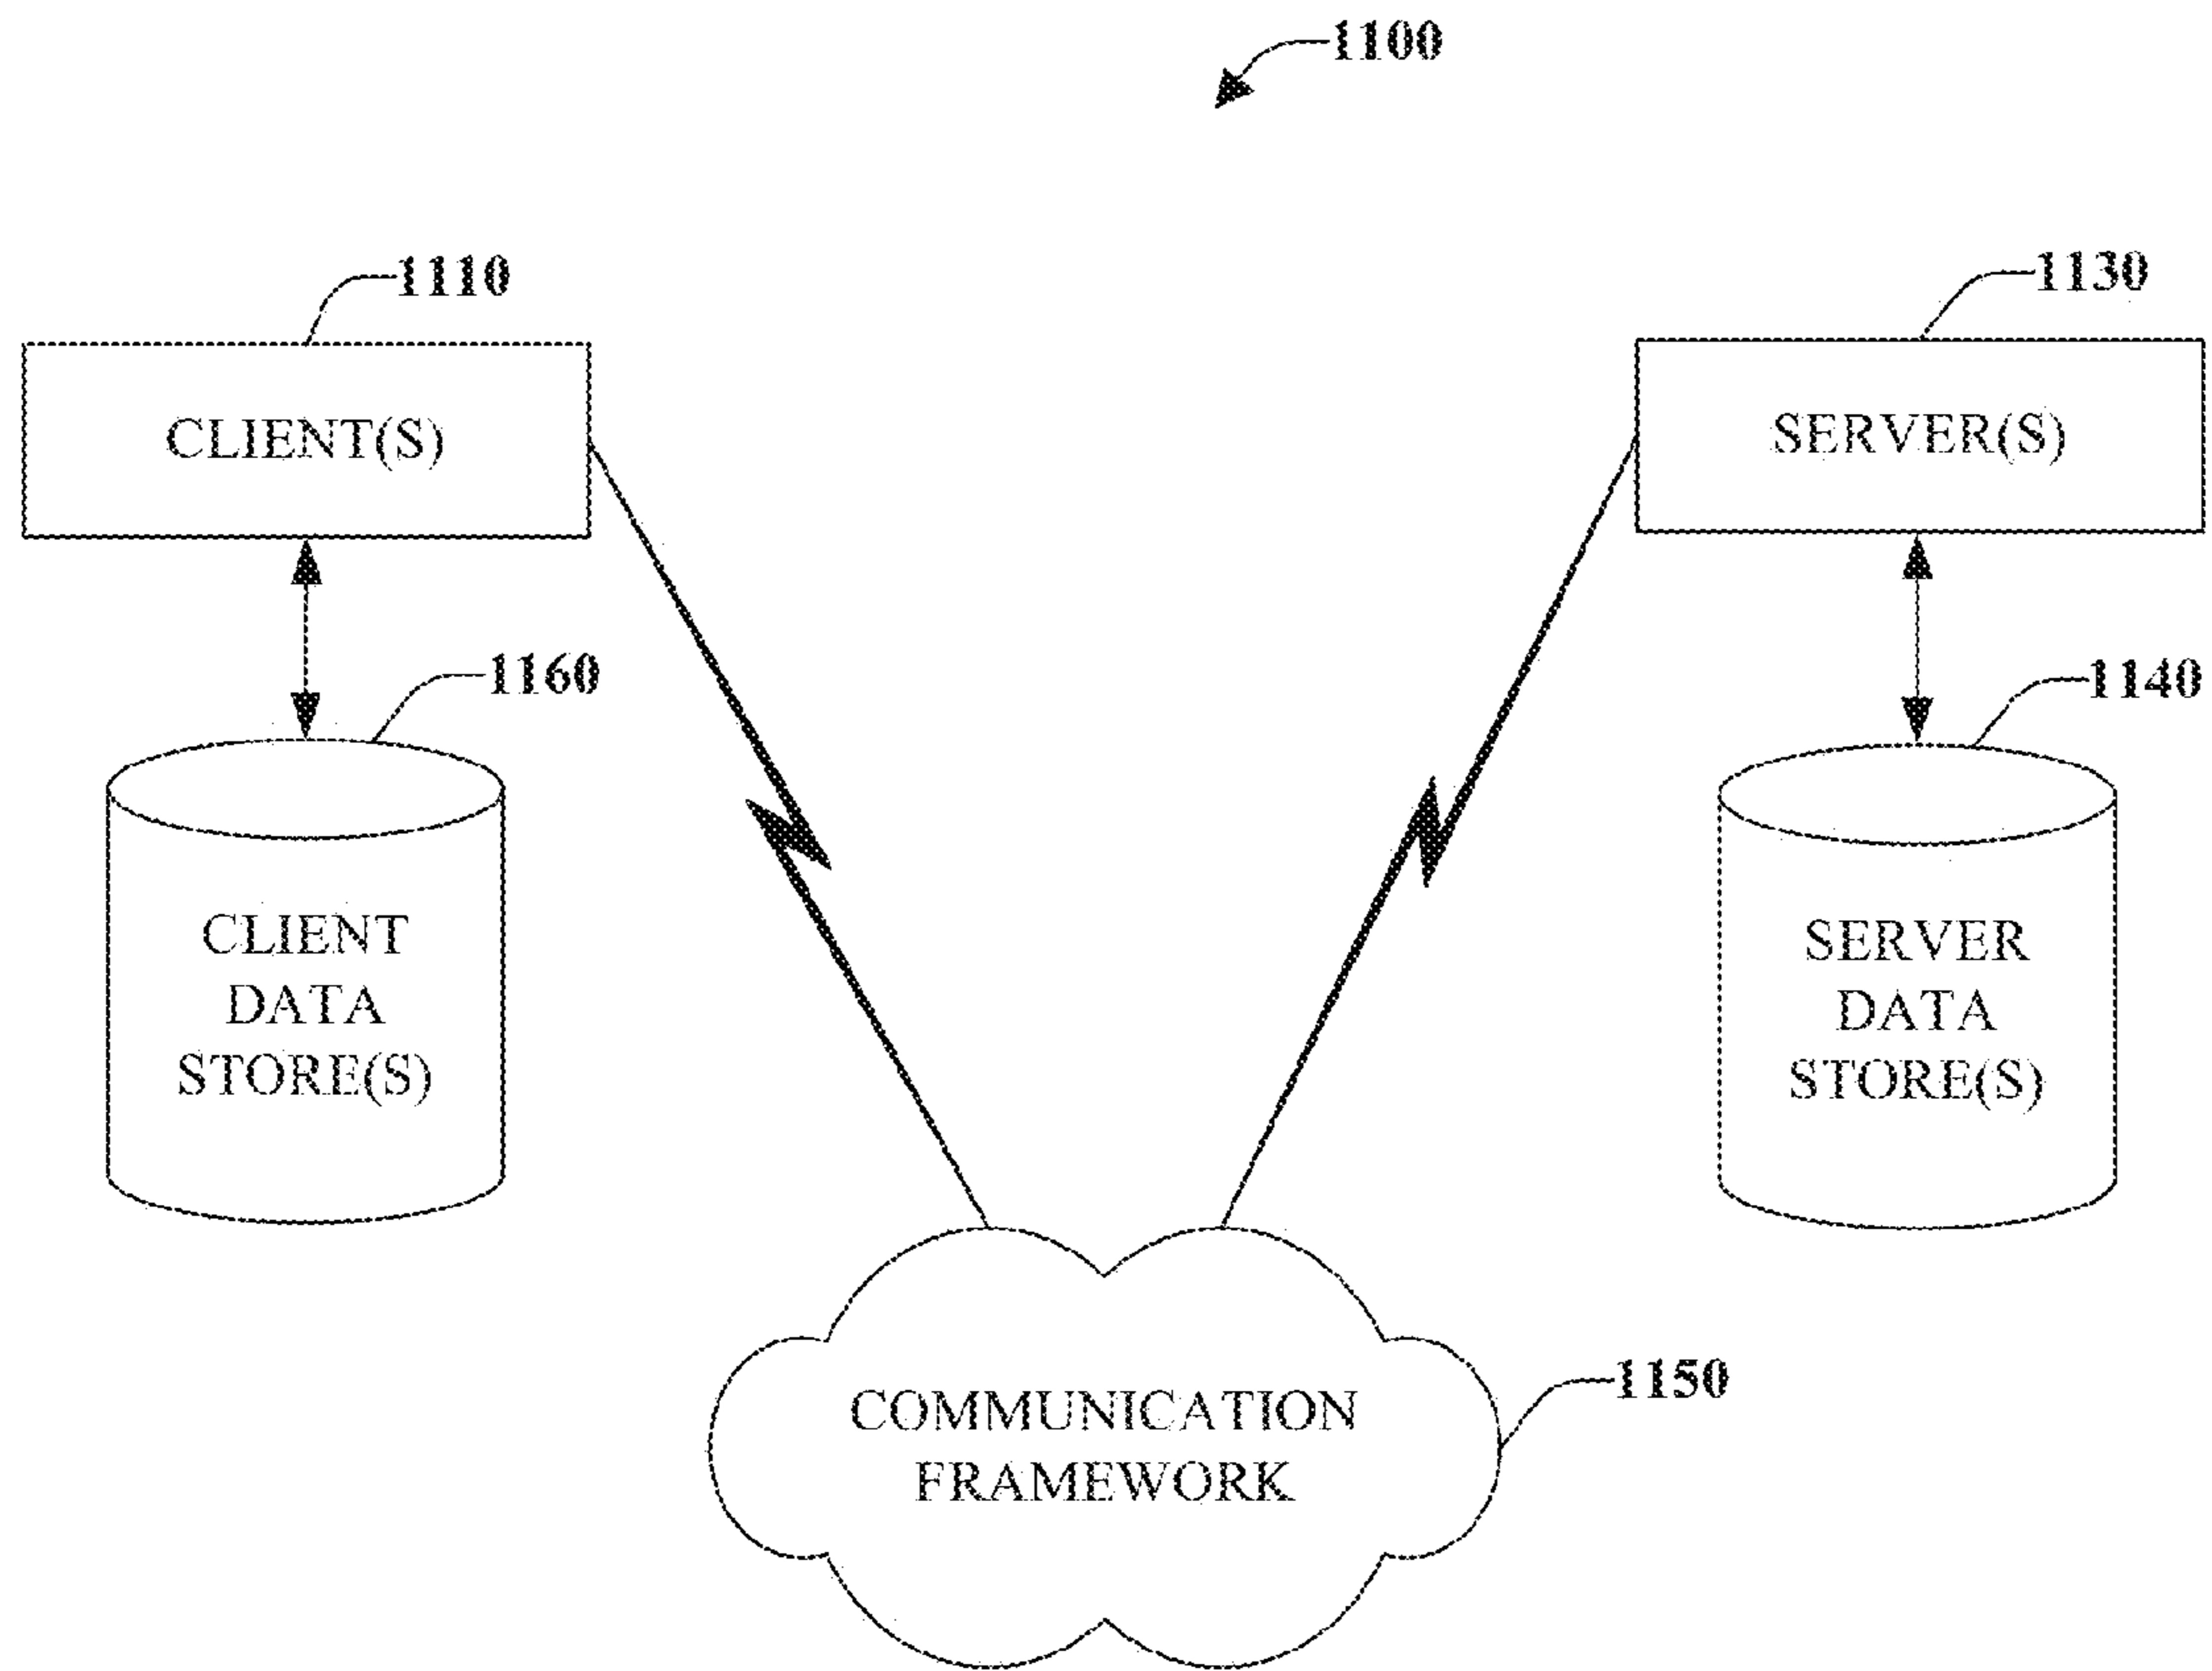 1100
1110
1130
CLIENT(S)
SERVER(S)
1160
1140
CLIENT
DATA
STORE(S)
SERVER
DATA
STORE(S)
1150
COMMUNICATION
FRAMEWORK